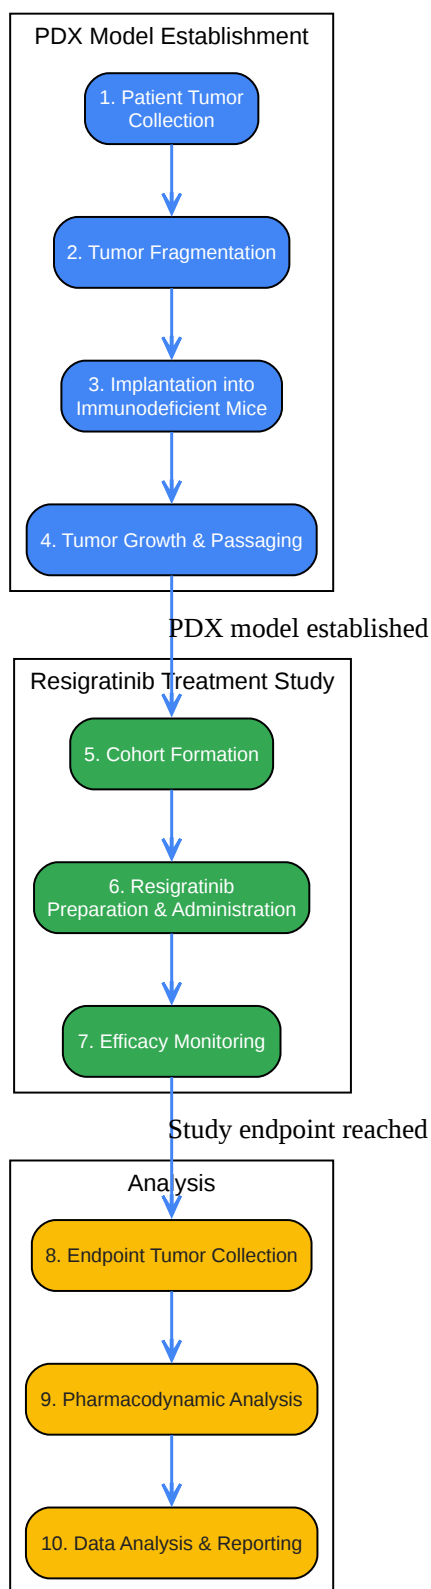 PDX Model Establishment
1. Patient Tumor
Collection
2. Tumor Fragmentation
3. Implantation into
Immunodeficient Mice
4. Tumor Growth & Passaging
PDX model established
Resigratinib Treatment Study
5. Cohort Formation
6. Resigratinib
Preparation & Administration
7. Efficacy Monitoring
Study endpoint reached
Analysis
8. Endpoint Tumor Collection
9. Pharmacodynamic Analysis
10. Data Analysis & Reporting